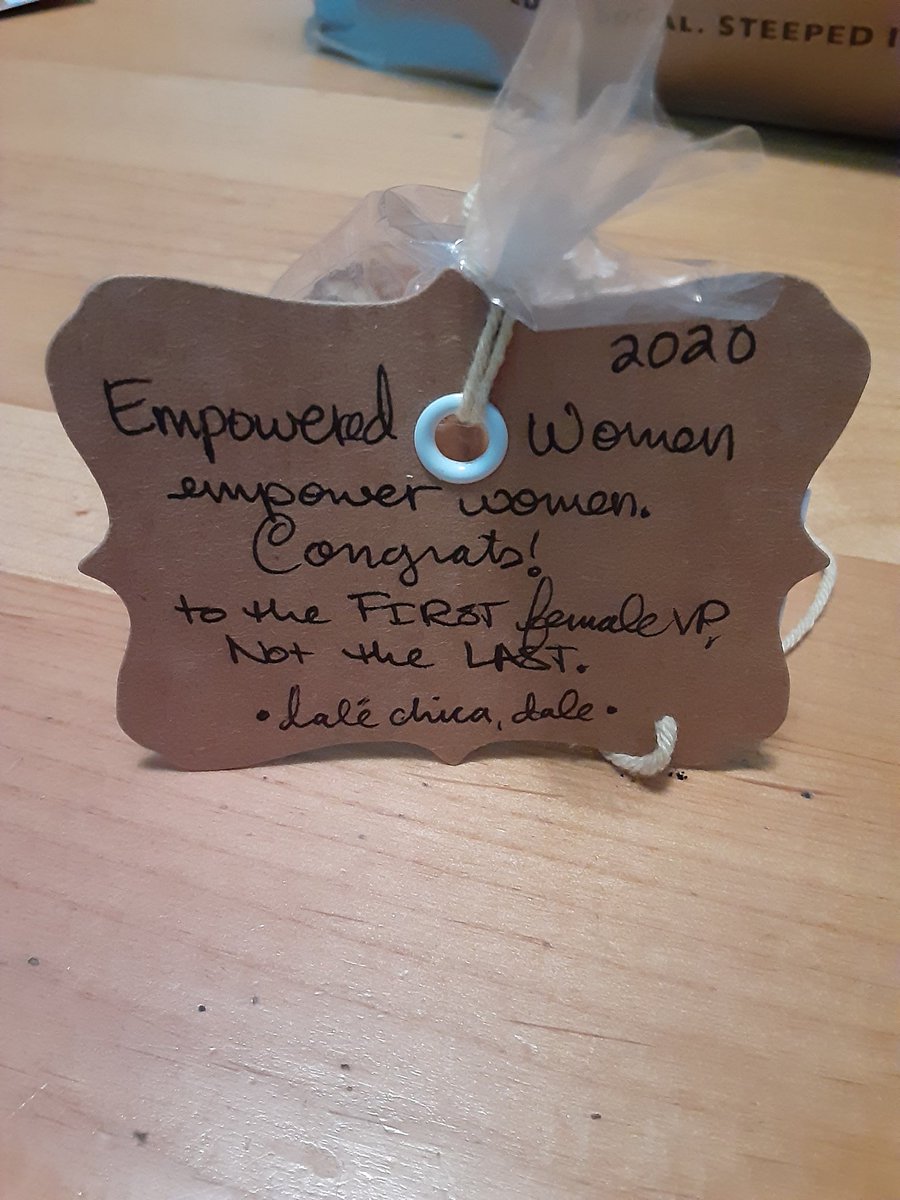 AL. STEEPED I
2020
Empowered Women
empower women.
Congrats!
to the FIRST female VP,
Not the LAST.
•dalé chica, dale•